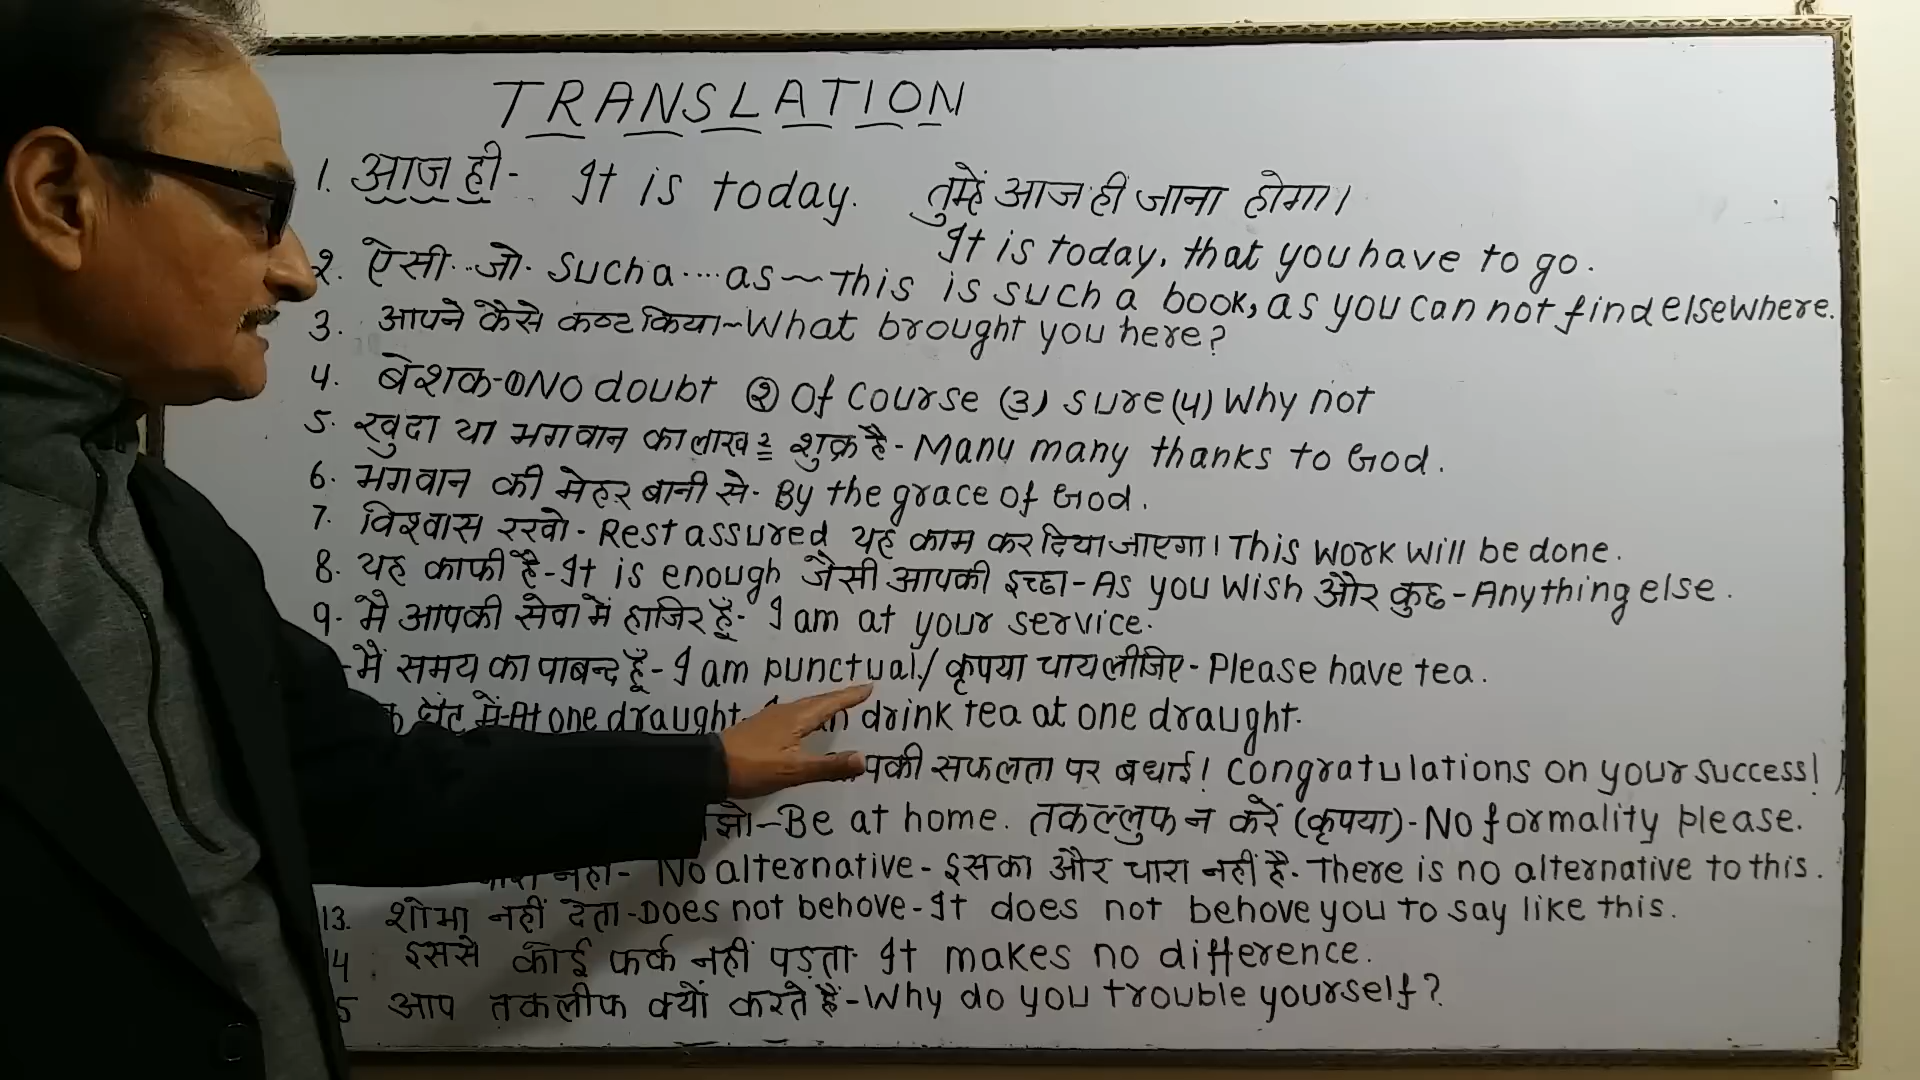 TRANSLATION
1. आज ही - It is today. तुम्हें आज ही जाना होगा।
It is today, that you have to go.
२. ऐसी...जो. Such a....as~This is such a book, as you can not find elsewhere.
3. आपने कैसे कष्ट किया~What brought you here?
4. बेशक-①No doubt ② Of course (3) Sure (4) Why not
5. खुदा या भगवान का लाख २ शुक्र है - Many many thanks to God.
6. भगवान की मेहरबानी से. By the grace of God.
7. विश्वास रखो - Rest assured यह काम कर दिया जाएगा। This work will be done.
8. यह काफी है-It is enough जैसी आपकी इच्छा-As you wish और कुछ-Anything else.
9. मै आपकी सेवा में हाजिर हूँ- I am at your service.
-मैं समय का पाबन्द हूँ-I am punctual./कृपया चाय लीजिए-Please have tea.
घूंट में-At one draught- drink tea at one draught.
पकी सफलता पर बधाई! Congratulations on your success!
झो-Be at home. तकल्लुफ न करें (कृपया)-No formality please.
नहीं- No alternative - इसका और चारा नहीं है. There is no alternative to this.
13. शोभा नहीं देता-Does not behove-It does not behove you to say like this.
14 इससे कोई फर्क नहीं पड़ता. It makes no difference.
5 आप तकलीफ क्यों करते हैं-Why do you trouble yourself?